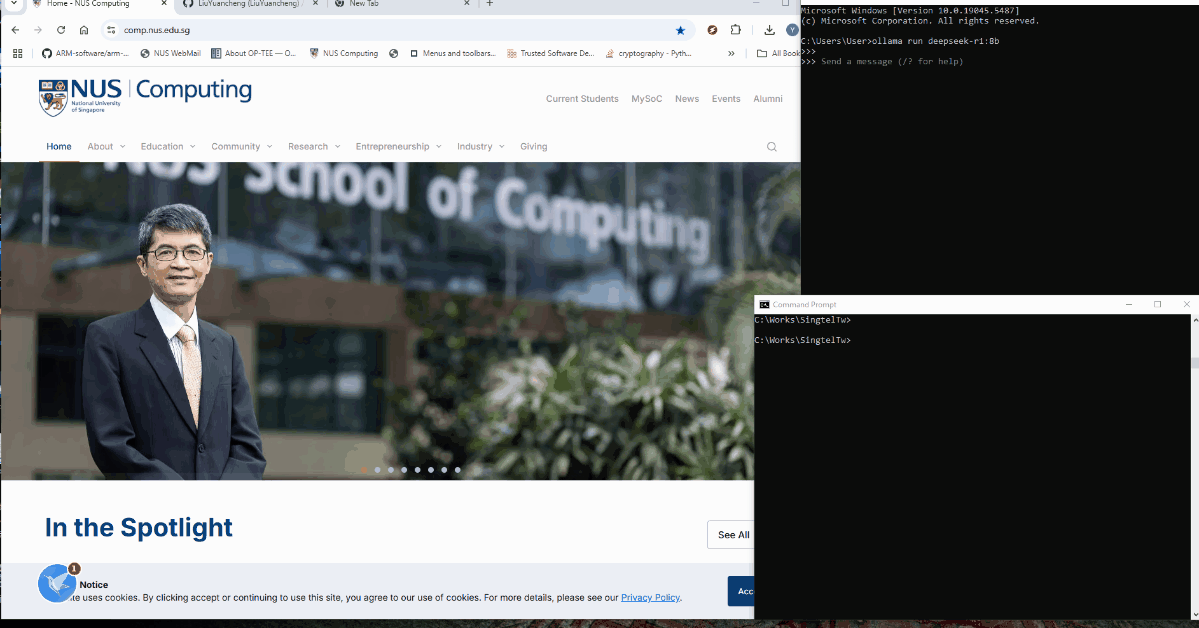 Home - NUS Computing
LiuYuancheng (LiuYuancheng)
New Tab
comp.nus.edu.sg
Y
ARM-software/arm-...
NUS WebMail
About OP-TEE — O...
NUS Computing
Menus and toolbars...
Trusted Software De...
cryptography - Pyth...
»
All Book
NUS
National University
of Singapore
Computing
Current Students
MySoC
News
Events
Alumni
Home
About
Education
Community
Research
Entrepreneurship
Industry
Giving
NUS School of Computing
In the Spotlight
See All
1
Notice
te uses cookies. By clicking accept or continuing to use this site, you agree to our use of cookies. For more details, please see our Privacy Policy.
Acc
Microsoft Windows [Version 10.0.19045.5487]
(c) Microsoft Corporation. All rights reserved.
C:\Users\User>ollama run deepseek-r1:8b
>>>
>>> Send a message (/? for help)
Command Prompt
C:\Works\SingtelTw>
C:\Works\SingtelTw>